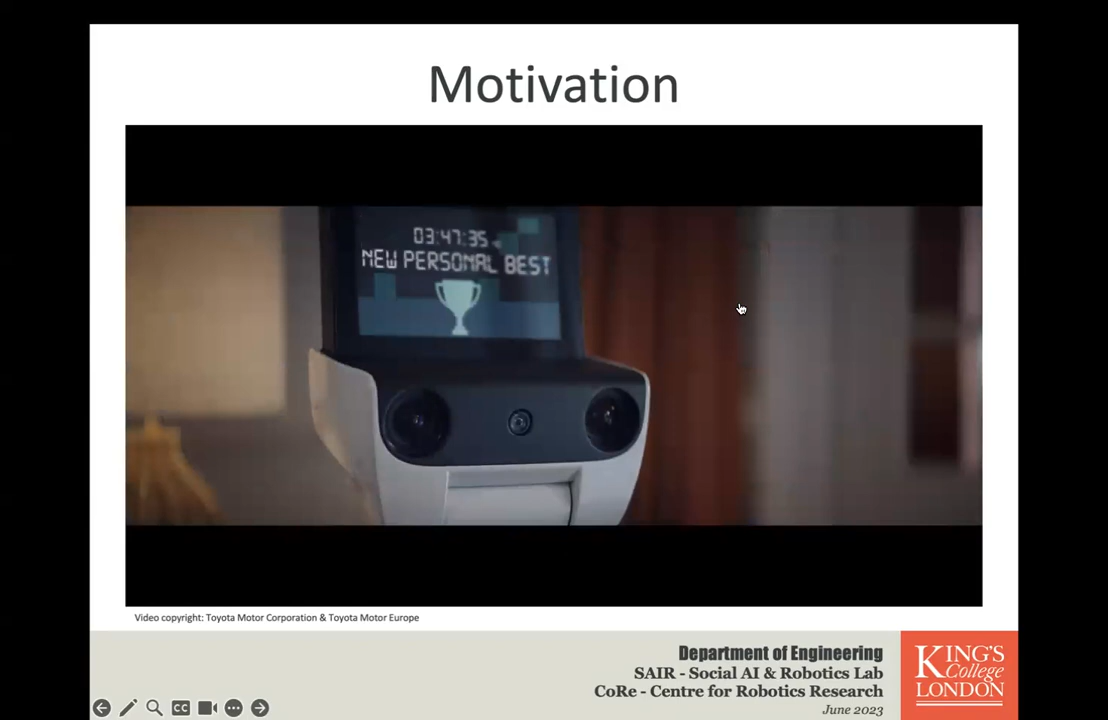 Motivation
03:47:35
NEW PERSONAL BEST
Video copyright: Toyota Motor Corporation & Toyota Motor Europe
Department of Engineering
SAIR - Social AI & Robotics Lab
CoRe - Centre for Robotics Research
June 2023
KING'S
College
LONDON
CC